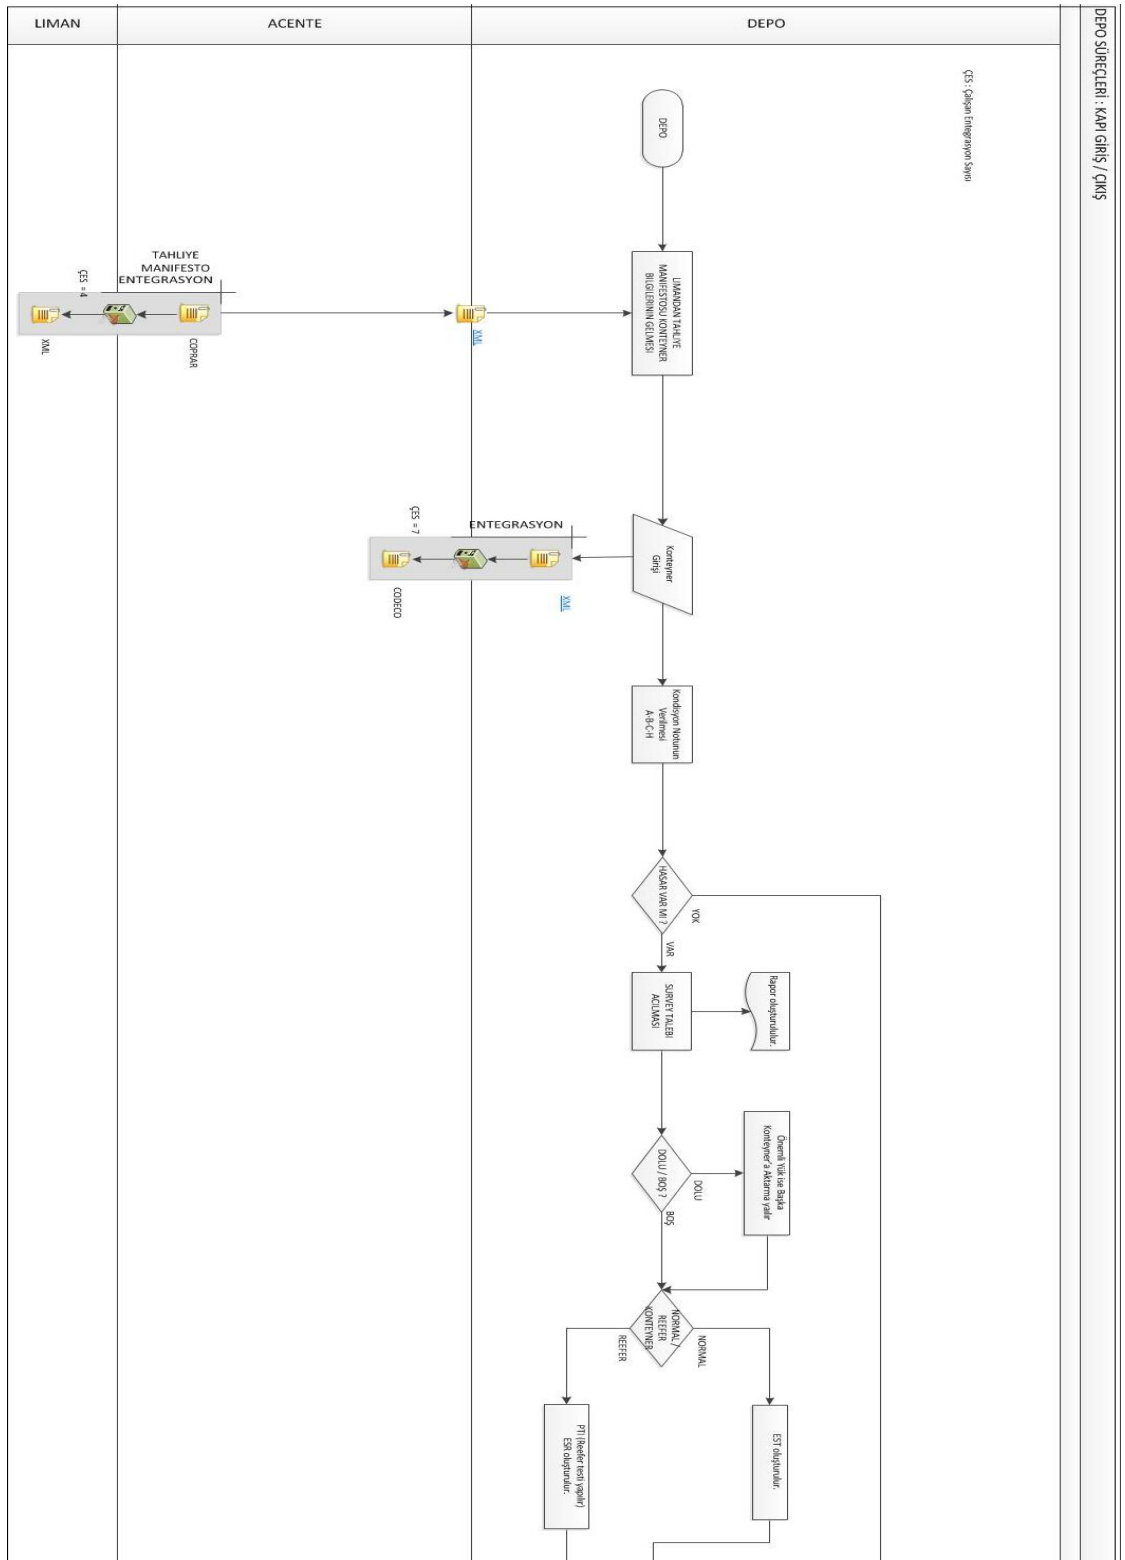 DEPO SÜREÇLERİ : KAPI GİRİŞ / ÇIKIŞ
LIMAN
ACENTE
DEPO
ÇES : Çalışan Entegrasyon Sayısı
DEPO
LIMANDAN TAHLIYE
MANIFESTOSU KONTEYNER
BILGILERININ GELMESI
TAHLIYE
MANIFESTO
ENTEGRASYON
ÇES = 4
XML
COPRAR
XML
Konteyner
Girişi
ENTEGRASYON
ÇES = 7
CODECO
XML
Kondisyon Notunun
Verilmesi
A-B-C-H
HASAR VAR MI ?
YOK
VAR
SURVEY TALEBI
ACILMASI
Rapor oluşturululur.
DOLU / BOŞ ?
DOLU
BOŞ
Önemli Yük ise Başka
Konteyner'a Aktarma yaılır
NORMAL /
REEFER
KONTEYNER
NORMAL
REEFER
EST oluşturulur.
PTI (Reefer testi yapılır)
ESR oluşturulur.